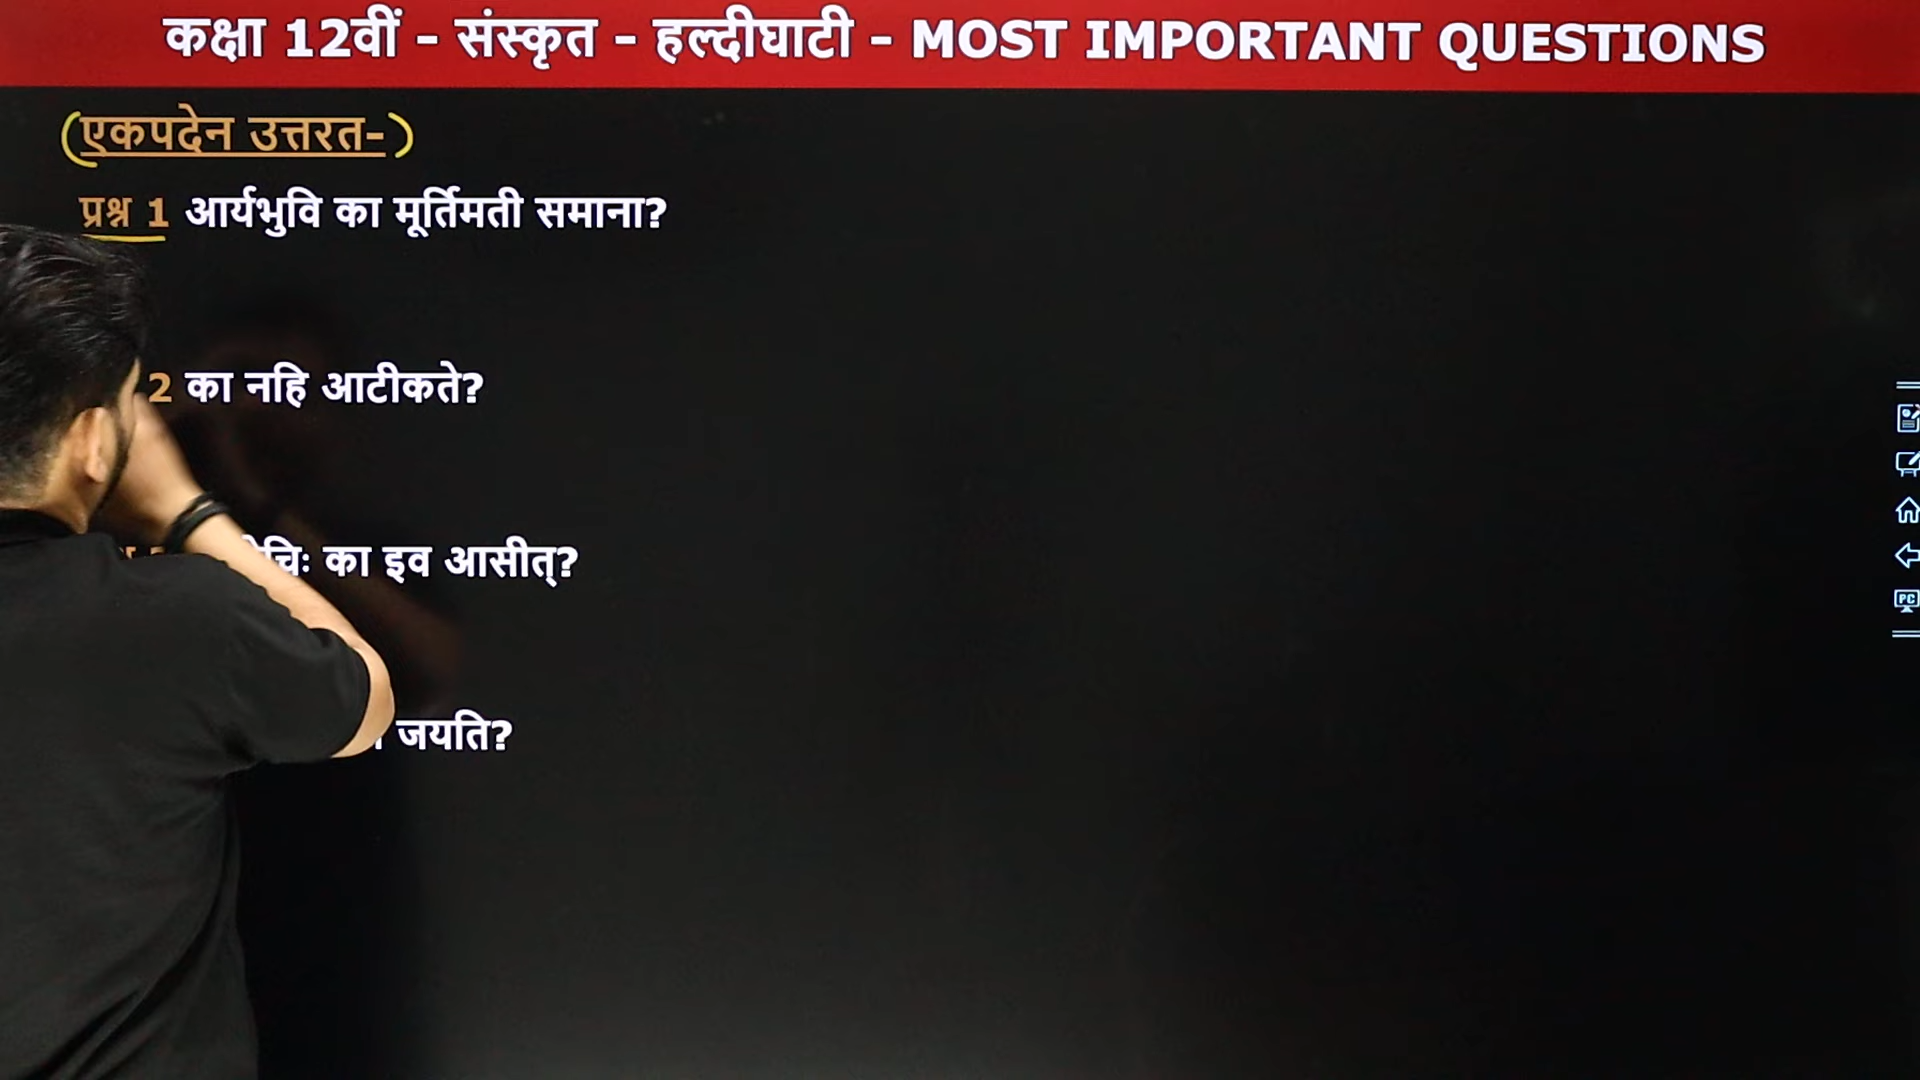 कक्षा 12वीं - संस्कृत - हल्दीघाटी - MOST IMPORTANT QUESTIONS
(एकपदेन उत्तरत-)
प्रश्न 1 आर्यभुवि का मूर्तिमती समाना?
2 का नहि आटीकते?
का इव आसीत्?
जयति?
PC